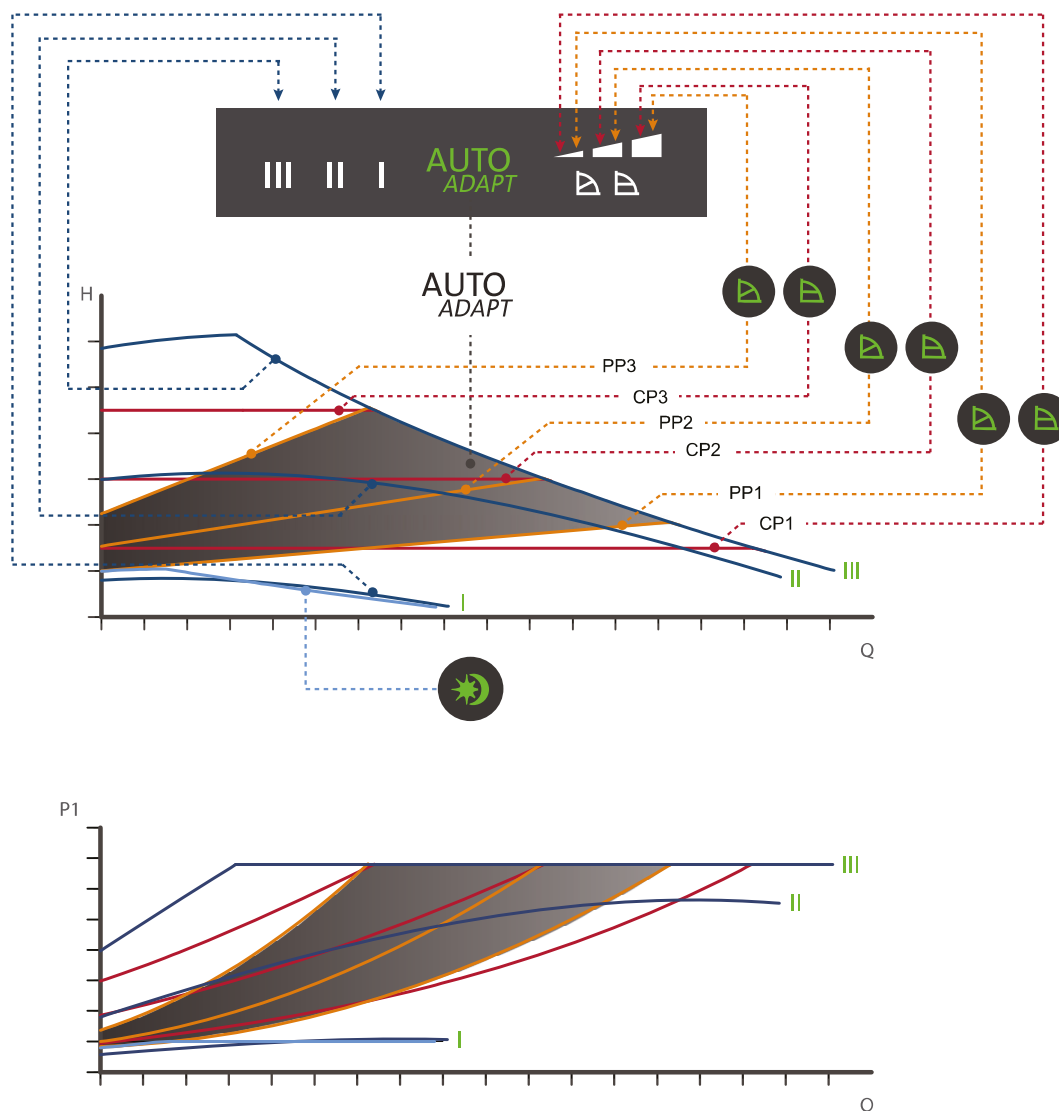 III II I AUTO
ADAPT
AUTO
ADAPT
H
PP3
CP3
PP2
CP2
PP1
CP1
III
II
I
Q
P1
III
II
I
Q